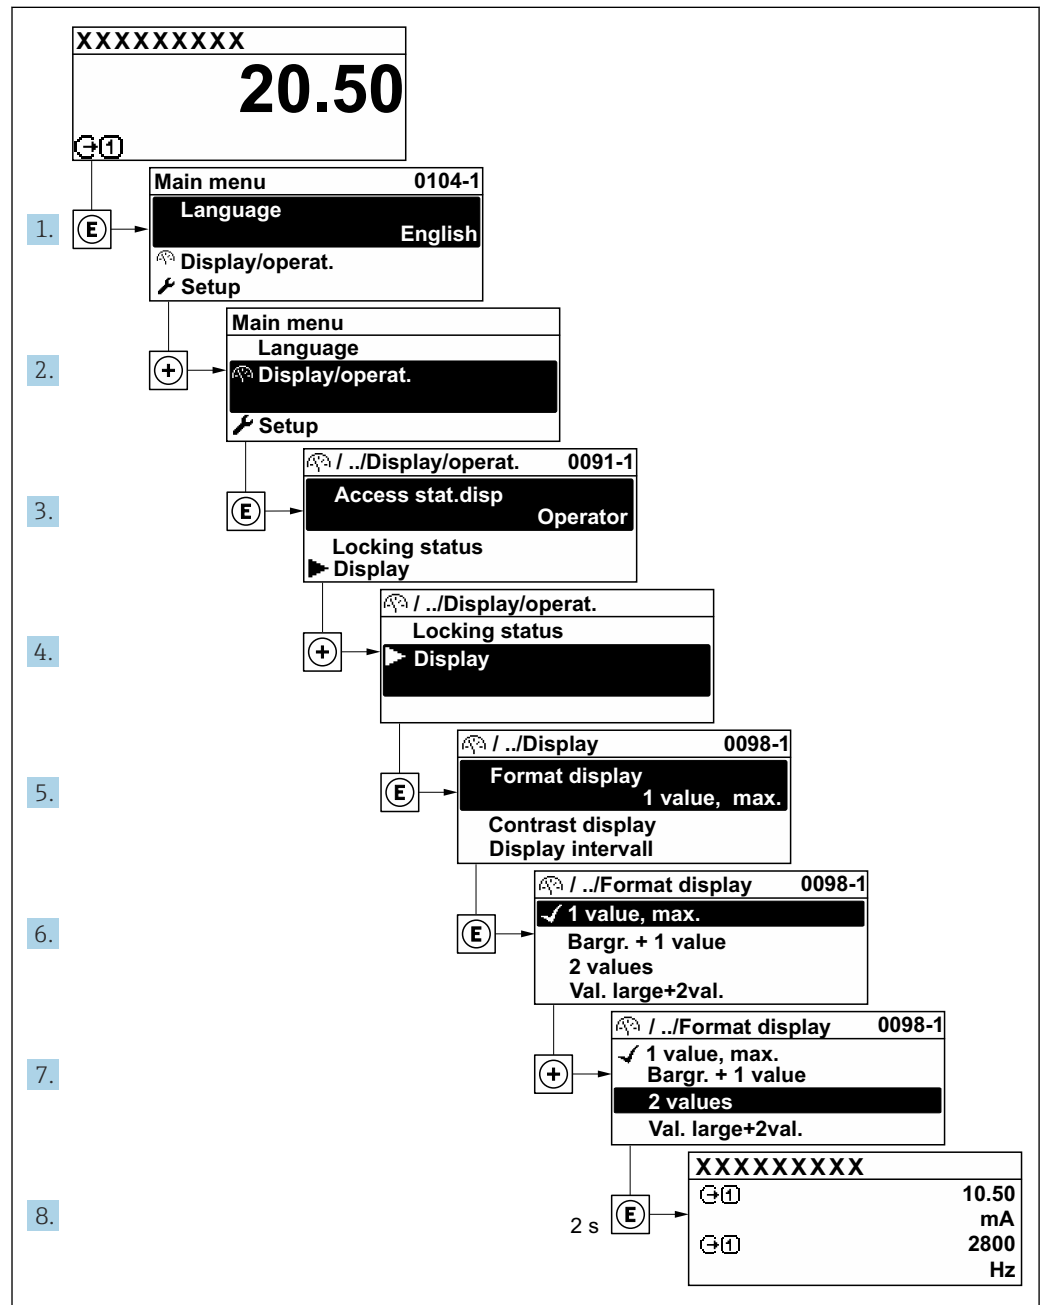 XXXXXXXXX
20.50
1
Main menu 0104-1
Language
English
1. E
Display/operat.
Setup
Main menu
Language
2. + Display/operat.
Setup
/ ../Display/operat. 0091-1
Access stat.disp
3. E Operator
Locking status
Display
/ ../Display/operat.
Locking status
4. + Display
/ ../Display 0098-1
Format display
5. E 1 value, max.
Contrast display
Display intervall
/ ../Format display 0098-1
1 value, max.
6. E Bargr. + 1 value
2 values
Val. large+2val.
/ ../Format display 0098-1
1 value, max.
7. + Bargr. + 1 value
2 values
Val. large+2val.
XXXXXXXXX
1 10.50
8. 2 s E mA
1 2800
Hz